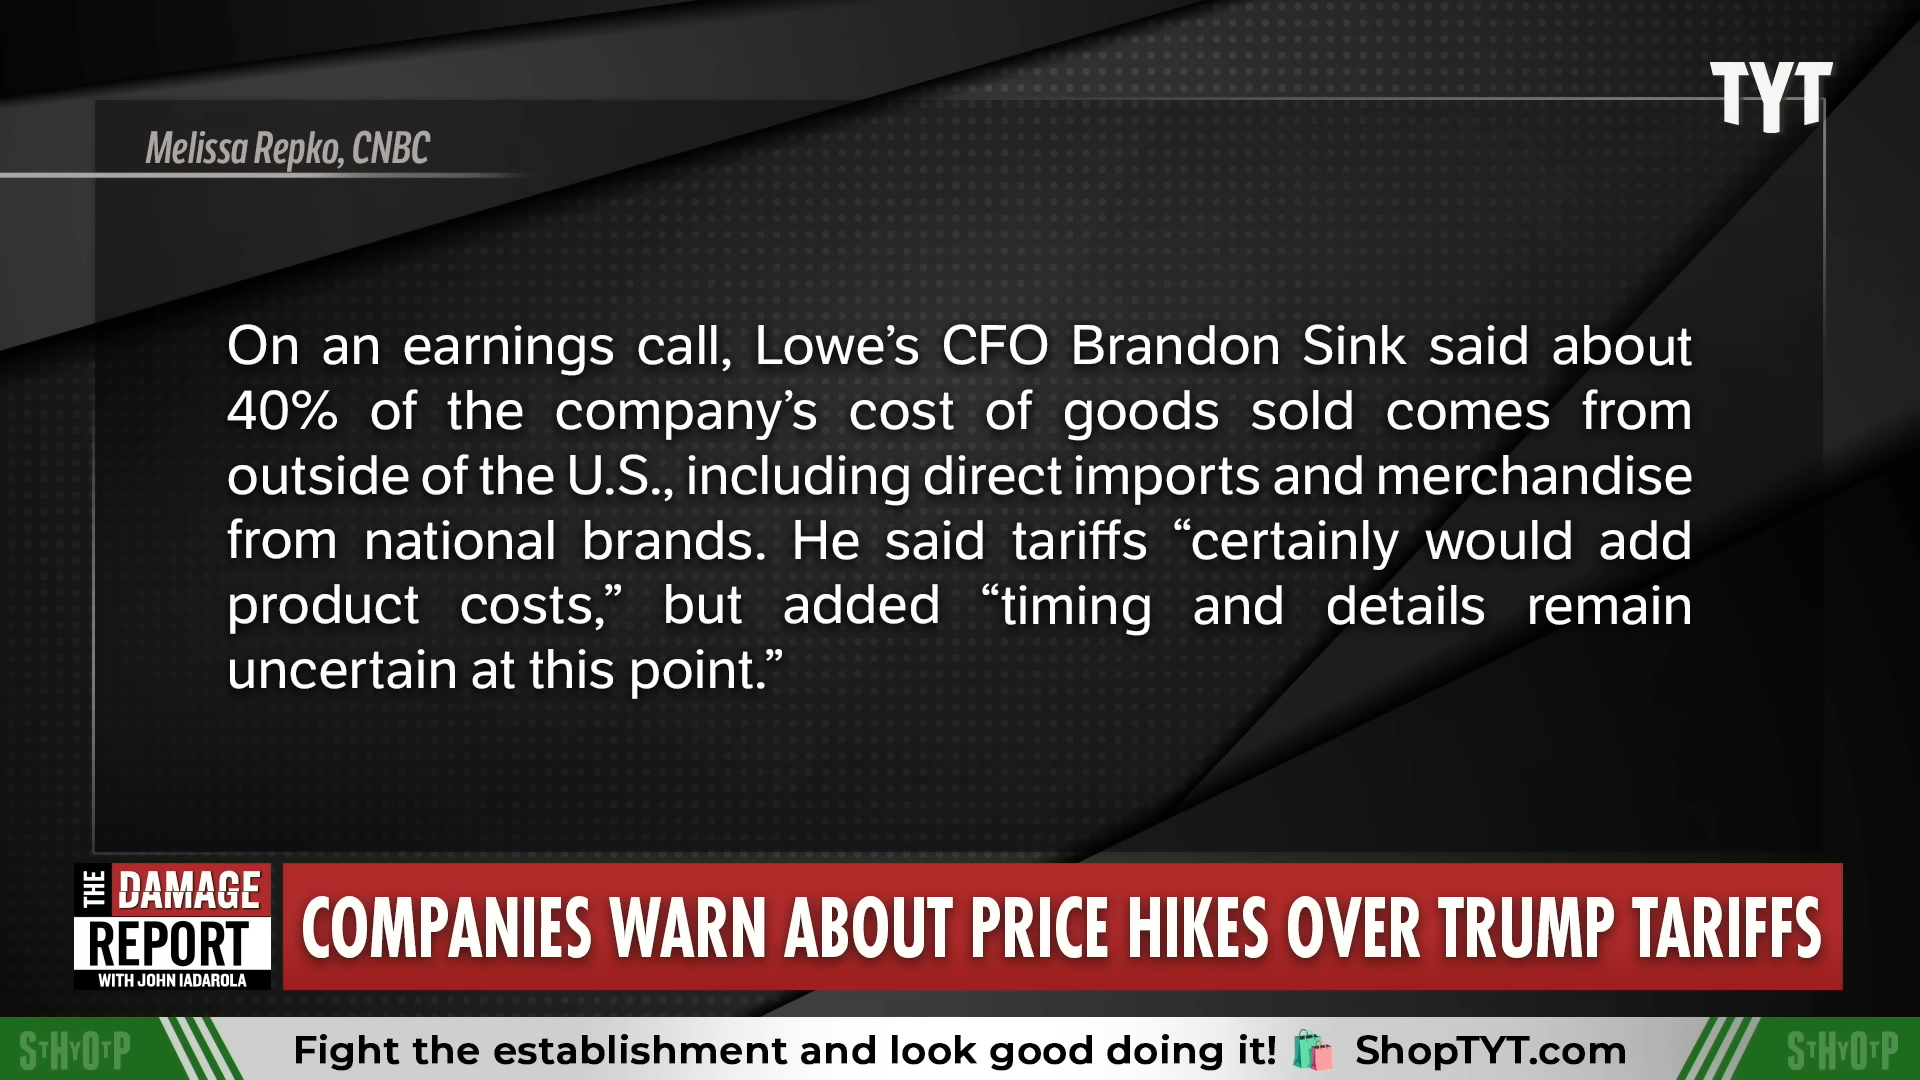 TYT
Melissa Repko, CNBC
On an earnings call, Lowe’s CFO Brandon Sink said about
40% of the company’s cost of goods sold comes from
outside of the U.S., including direct imports and merchandise
from national brands. He said tariffs “certainly would add
product costs,” but added “timing and details remain
uncertain at this point.”
THE DAMAGE
REPORT
WITH JOHN IADAROLA
COMPANIES WARN ABOUT PRICE HIKES OVER TRUMP TARIFFS
Fight the establishment and look good doing it! ShopTYT.com